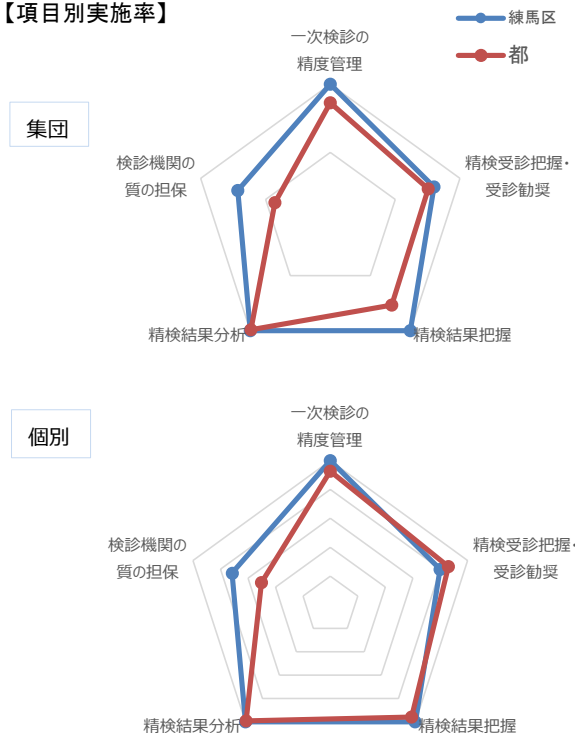 【項目別実施率】
練馬区
都
集団
一次検診の
精度管理
検診機関の
質の担保
精検受診把握・
受診勧奨
精検結果分析
精検結果把握
個別
一次検診の
精度管理
検診機関の
質の担保
精検受診把握・
受診勧奨
精検結果分析
精検結果把握